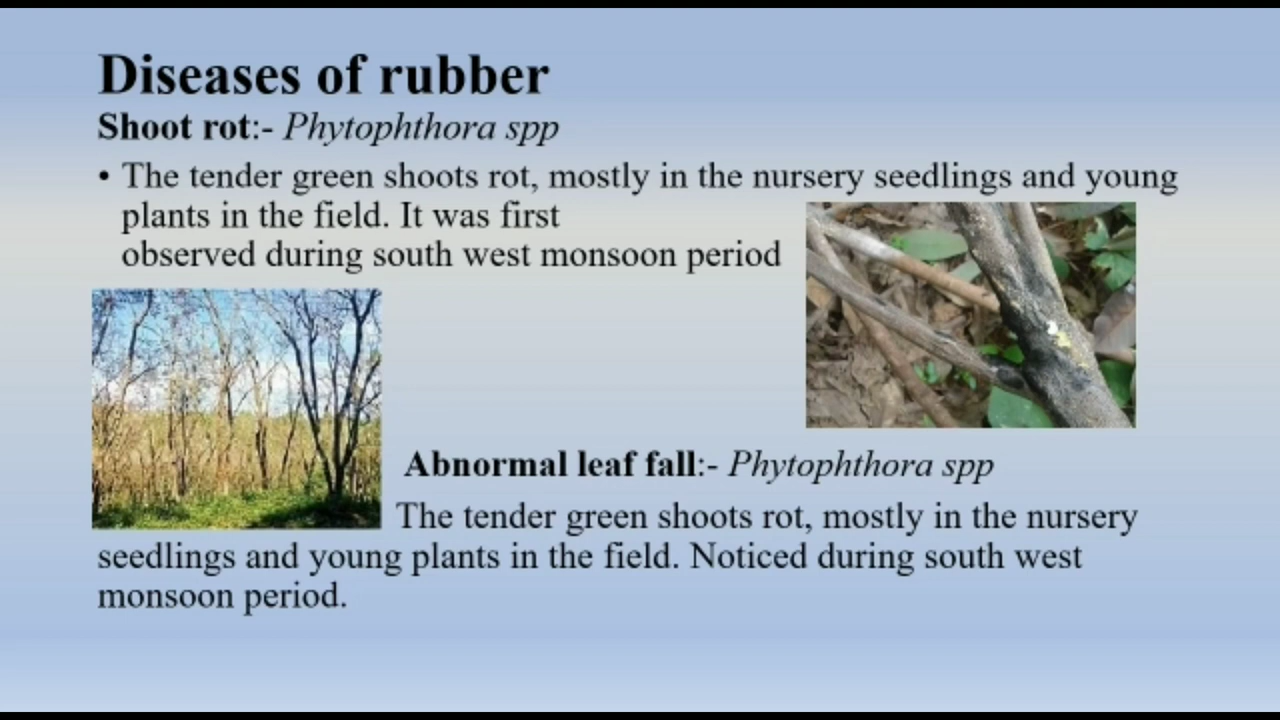 Diseases of rubber
Shoot rot:- Phytophthora spp
• The tender green shoots rot, mostly in the nursery seedlings and young
plants in the field. It was first
observed during south west monsoon period
Abnormal leaf fall:- Phytophthora spp
The tender green shoots rot, mostly in the nursery
seedlings and young plants in the field. Noticed during south west
monsoon period.